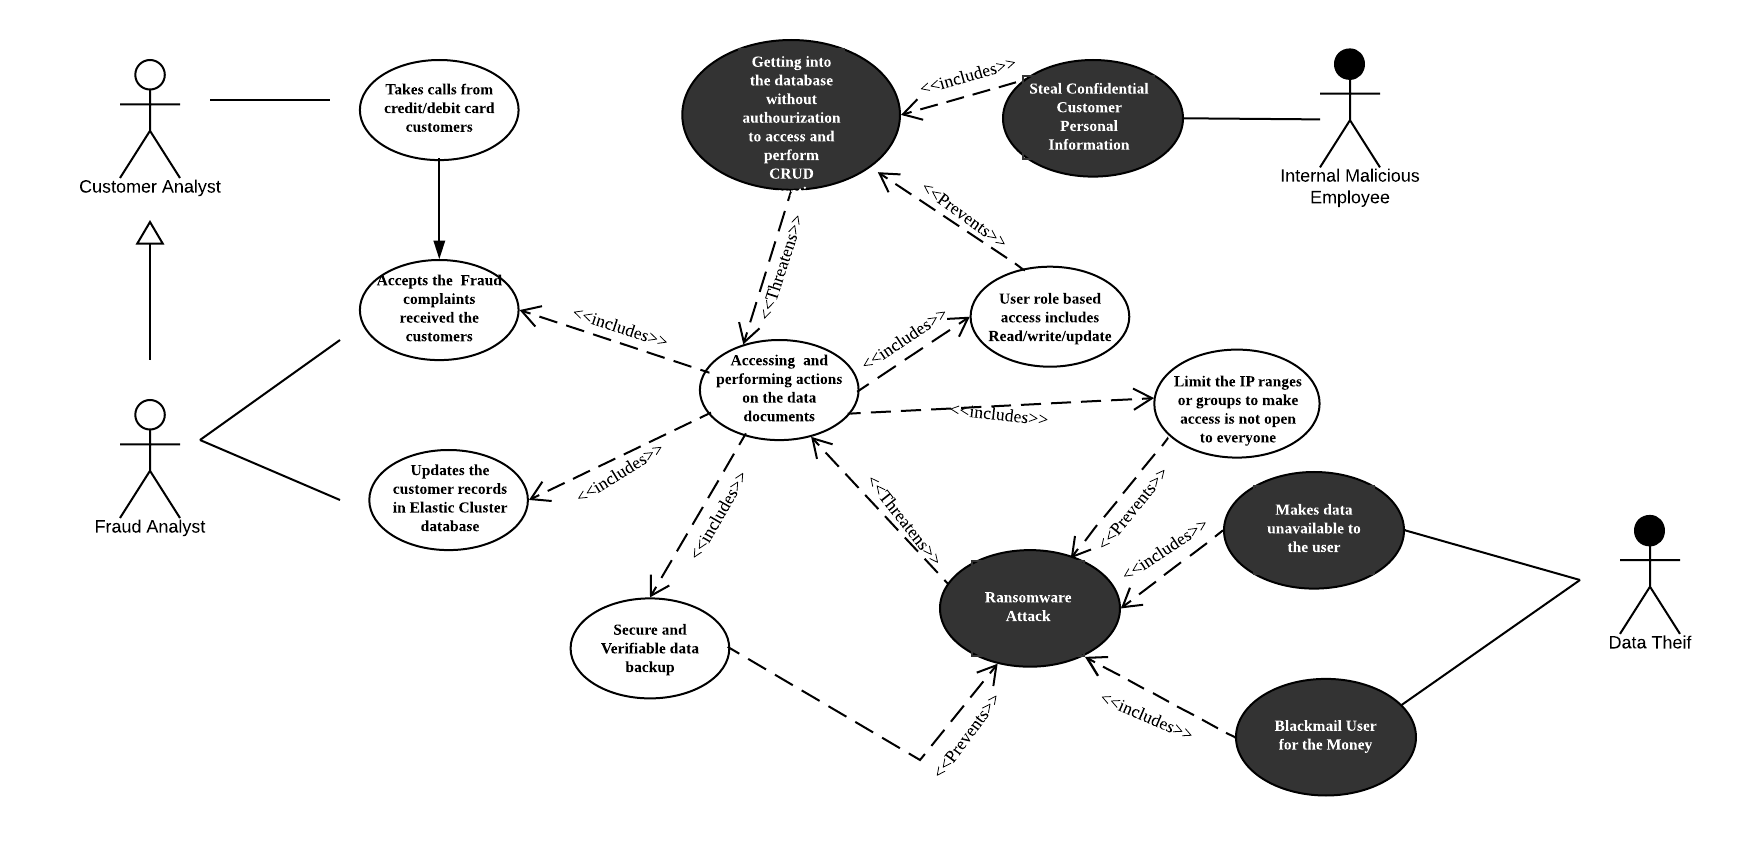 Customer Analyst
Takes calls from
credit/debit card
customers
Getting into
the database
without
authourization
to access and
perform
CRUD
<<includes>>
Steal Confidential
Customer
Personal
Information
Internal Malicious
Employee
<<Prevents>>
<<Threatens>>
Accepts the  Fraud
complaints
received the
customers
<<includes>>
<<includes>>
User role based
access includes
Read/write/update
Accessing  and
performing actions
on the data
documents
<<includes>>
Limit the IP ranges
or groups to make
access is not open
to everyone
Fraud Analyst
Updates the
customer records
in Elastic Cluster
database
<<includes>>
<<includes>>
<<Threatens>>
<<Prevents>>
<<includes>>
Makes data
unavailable to
the user
Ransomware
Attack
Data Theif
Secure and
Verifiable data
backup
<<Prevents>>
<<includes>>
Blackmail User
for the Money